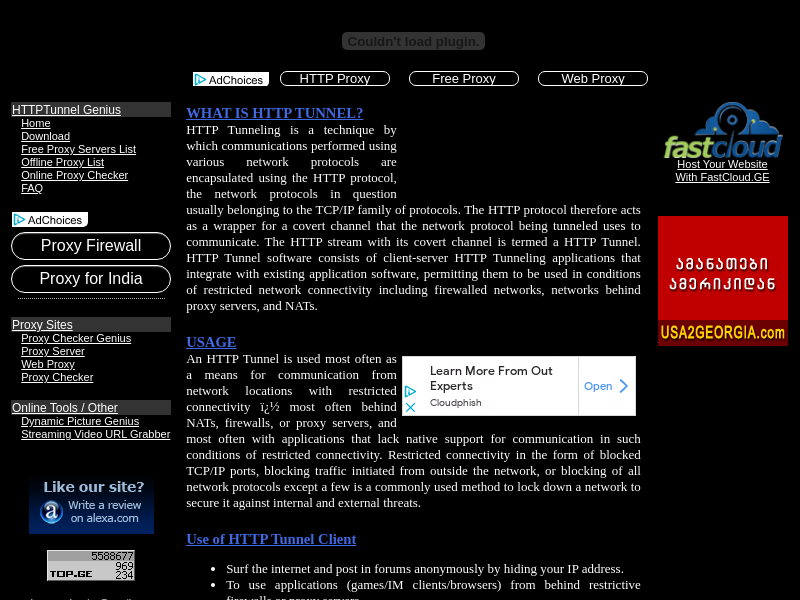 Couldn't load plugin.
AdChoices
HTTP Proxy
Free Proxy
Web Proxy
HTTPTunnel Genius
Home
Download
Free Proxy Servers List
Offline Proxy List
Online Proxy Checker
FAQ
AdChoices
Proxy Firewall
Proxy for India
Proxy Sites
Proxy Checker Genius
Proxy Server
Web Proxy
Proxy Checker
Online Tools / Other
Dynamic Picture Genius
Streaming Video URL Grabber
Like our site?
a Write a review
on alexa.com
5588677
969
TOP.GE 234
WHAT IS HTTP TUNNEL?
HTTP Tunneling is a technique by
which communications performed using
various network protocols are
encapsulated using the HTTP protocol,
the network protocols in question
usually belonging to the TCP/IP family of protocols. The HTTP protocol therefore acts
as a wrapper for a covert channel that the network protocol being tunneled uses to
communicate. The HTTP stream with its covert channel is termed a HTTP Tunnel.
HTTP Tunnel software consists of client-server HTTP Tunneling applications that
integrate with existing application software, permitting them to be used in conditions
of restricted network connectivity including firewalled networks, networks behind
proxy servers, and NATs.
USAGE
An HTTP Tunnel is used most often as
a means for communication from
network locations with restricted
connectivity ï¿½ most often behind
NATs, firewalls, or proxy servers, and
most often with applications that lack native support for communication in such
conditions of restricted connectivity. Restricted connectivity in the form of blocked
TCP/IP ports, blocking traffic initiated from outside the network, or blocking of all
network protocols except a few is a commonly used method to lock down a network to
secure it against internal and external threats.
Learn More From Out
Experts
Cloudphish
Open
Use of HTTP Tunnel Client
• Surf the internet and post in forums anonymously by hiding your IP address.
• To use applications (games/IM clients/browsers) from behind restrictive
firewalls or proxy servers.
fastcloud
Host Your Website
With FastCloud.GE
ამანათები
ამერიკიდან
USA2GEORGIA.com